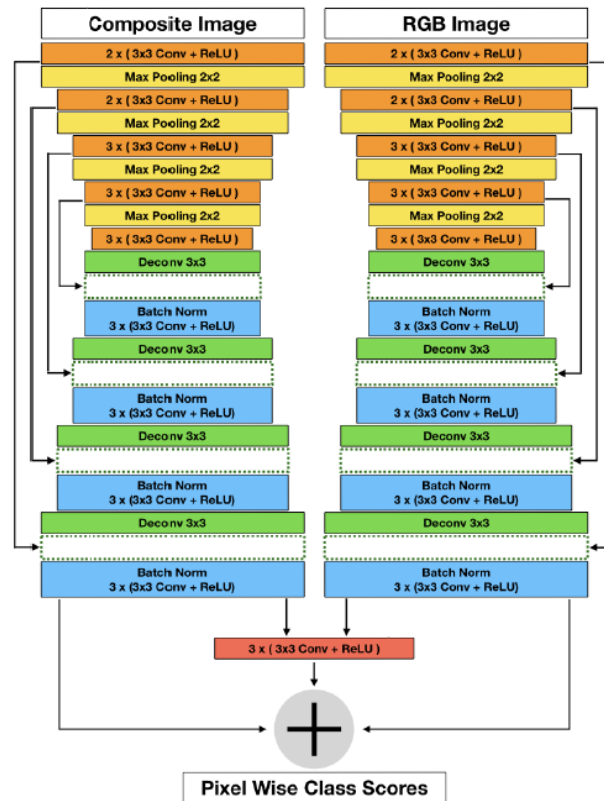 Composite Image
2 x ( 3x3 Conv + ReLU )
Max Pooling 2x2
2 x ( 3x3 Conv + ReLU )
Max Pooling 2x2
3 x ( 3x3 Conv + ReLU )
Max Pooling 2x2
3 x ( 3x3 Conv + ReLU )
Max Pooling 2x2
3 x ( 3x3 Conv + ReLU )
Deconv 3x3
Batch Norm
3 x (3x3 Conv + ReLU)
Deconv 3x3
Batch Norm
3 x (3x3 Conv + ReLU)
Deconv 3x3
Batch Norm
3 x (3x3 Conv + ReLU)
Deconv 3x3
Batch Norm
3 x (3x3 Conv + ReLU)
RGB Image
2 x ( 3x3 Conv + ReLU )
Max Pooling 2x2
2 x ( 3x3 Conv + ReLU )
Max Pooling 2x2
3 x ( 3x3 Conv + ReLU )
Max Pooling 2x2
3 x ( 3x3 Conv + ReLU )
Max Pooling 2x2
3 x ( 3x3 Conv + ReLU )
Deconv 3x3
Batch Norm
3 x (3x3 Conv + ReLU)
Deconv 3x3
Batch Norm
3 x (3x3 Conv + ReLU)
Deconv 3x3
Batch Norm
3 x (3x3 Conv + ReLU)
Deconv 3x3
Batch Norm
3 x (3x3 Conv + ReLU)
3 x ( 3x3 Conv + ReLU )
+
Pixel Wise Class Scores